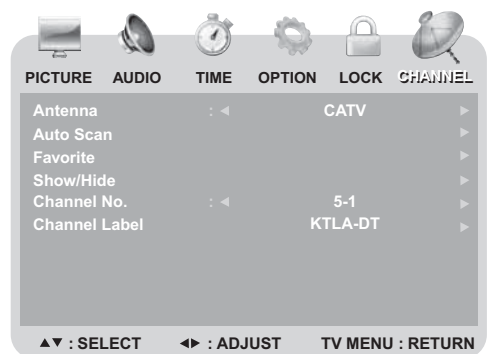 PICTURE AUDIO TIME OPTION LOCK CHANNEL
Antenna : ◀ CATV ▶
Auto Scan ▶
Favorite ▶
Show/Hide ▶
Channel No. : ◀ 5-1 ▶
Channel Label KTLA-DT ▶
▲▼ : SELECT ◀▶ : ADJUST TV MENU : RETURN